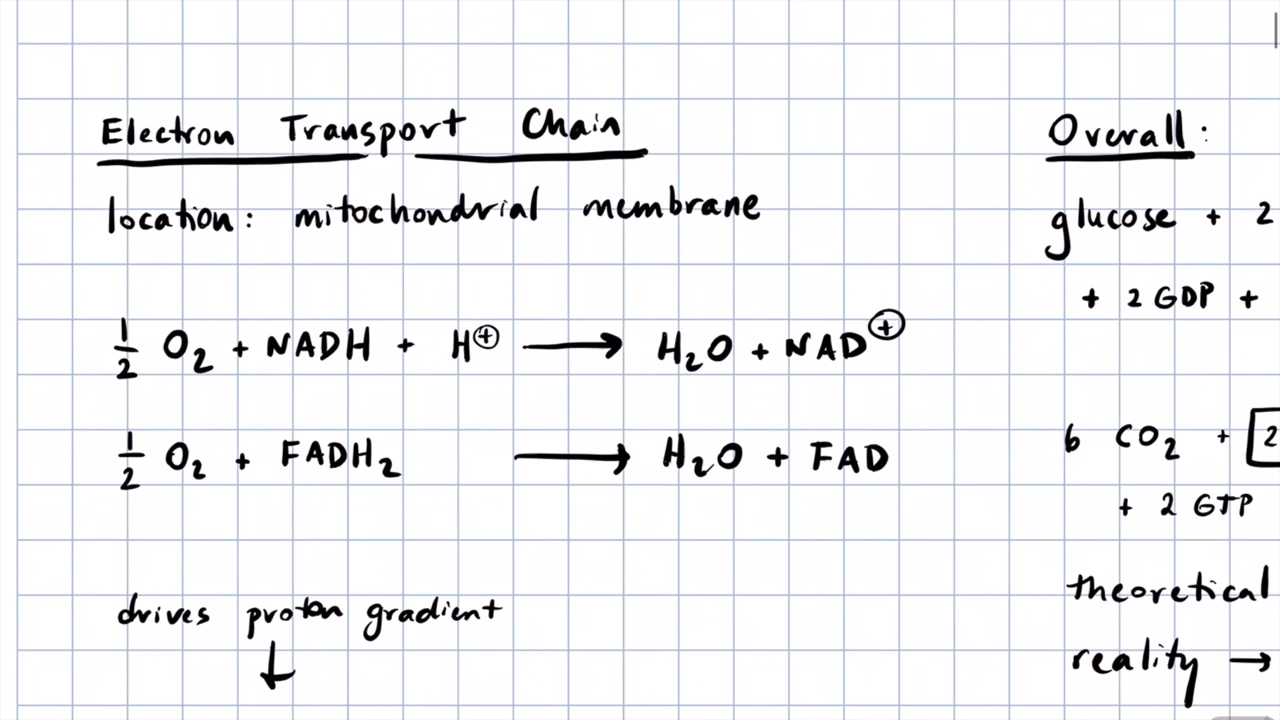 Electron Transport Chain
location: mitochondrial membrane
½ O₂ + NADH + H⊕ ⟶ H₂O + NAD⊕
½ O₂ + FADH₂ ⟶ H₂O + FAD
drives proton gradient
↓
Overall:
glucose + 2
+ 2 GDP +
6 CO₂ + 2
+ 2 GTP
theoretical
reality →